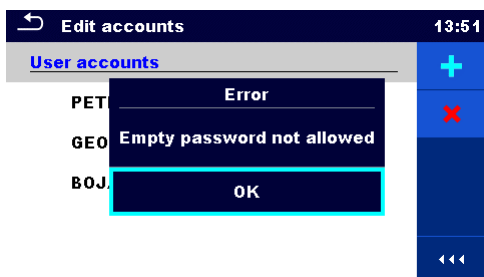 Edit accounts
13:51
User accounts
PET
Error
GEO
Empty password not allowed
BOJ
OK